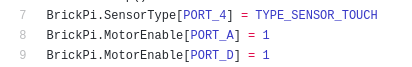 7 BrickPi.SensorType[PORT_4] = TYPE_SENSOR_TOUCH
8 BrickPi.MotorEnable[PORT_A] = 1
9 BrickPi.MotorEnable[PORT_D] = 1